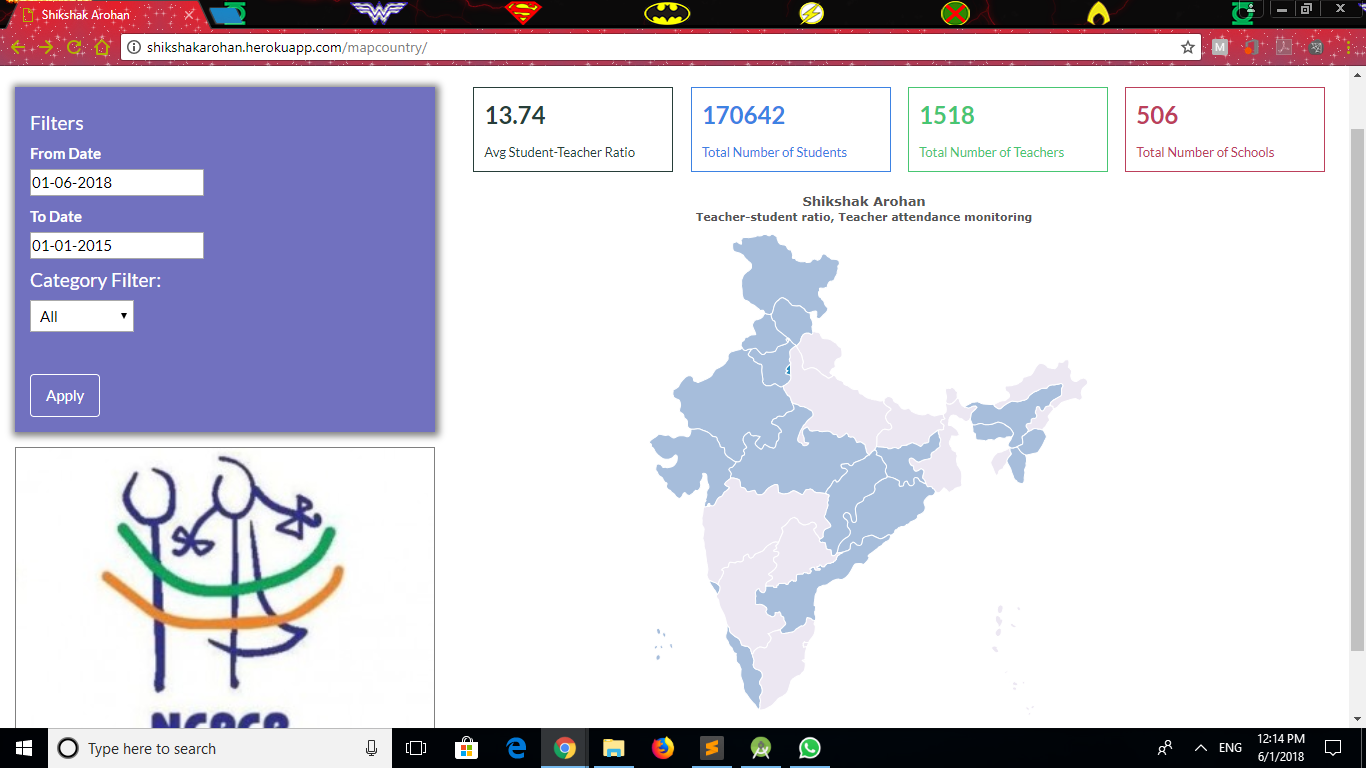 Shikshak Arohan
shikshakarohan.herokuapp.com/mapcountry/
Filters
From Date
01-06-2018
To Date
01-01-2015
Category Filter:
All
Apply
13.74
Avg Student-Teacher Ratio
170642
Total Number of Students
1518
Total Number of Teachers
506
Total Number of Schools
Shikshak Arohan
Teacher-student ratio, Teacher attendance monitoring
Type here to search
ENG
12:14 PM
6/1/2018